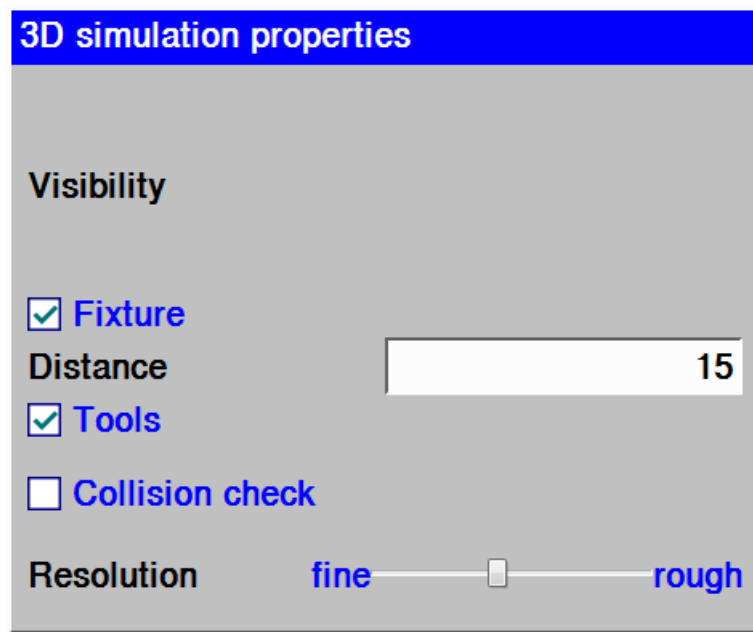 3D simulation properties
Visibility
Fixture
Distance 15
Tools
Collision check
Resolution fine rough